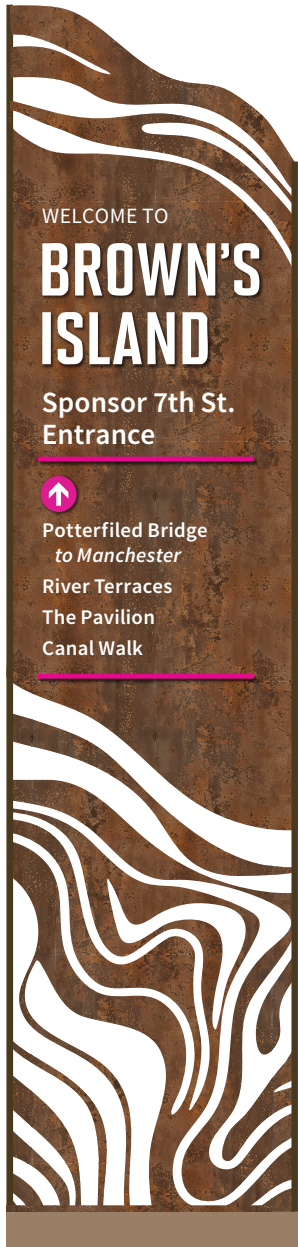 WELCOME TO
BROWN'S
ISLAND
Sponsor 7th St.
Entrance
Potterfiled Bridge
to Manchester
River Terraces
The Pavilion
Canal Walk